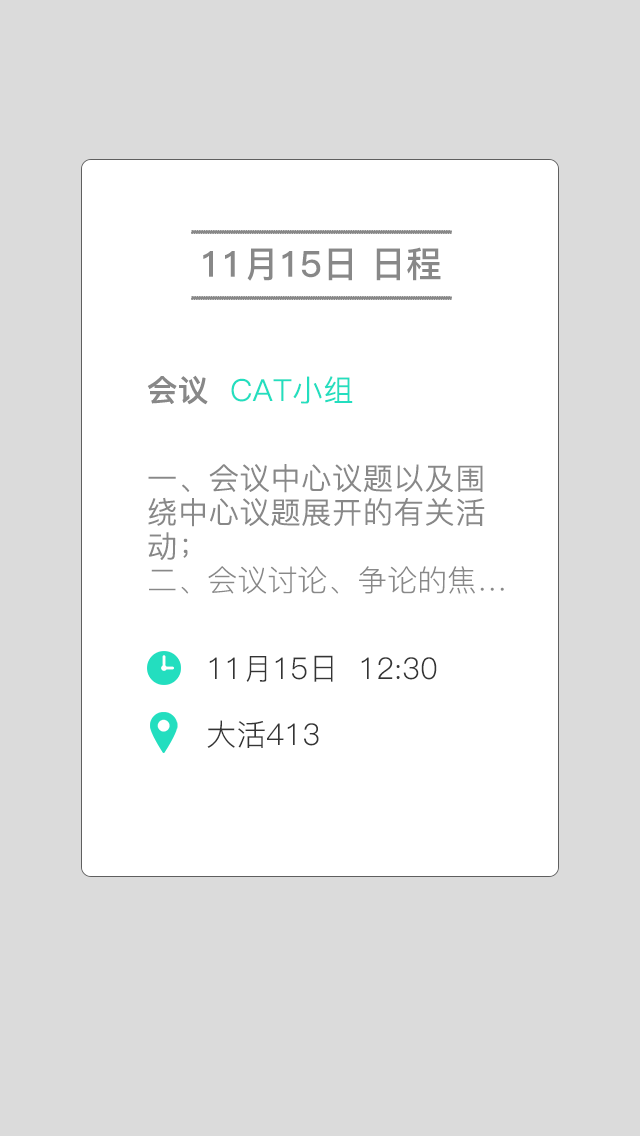 11月15日 日程
会议 CAT小组
一、会议中心议题以及围
绕中心议题展开的有关活
动；
二、会议讨论、争论的焦…
11月15日 12:30
大活413